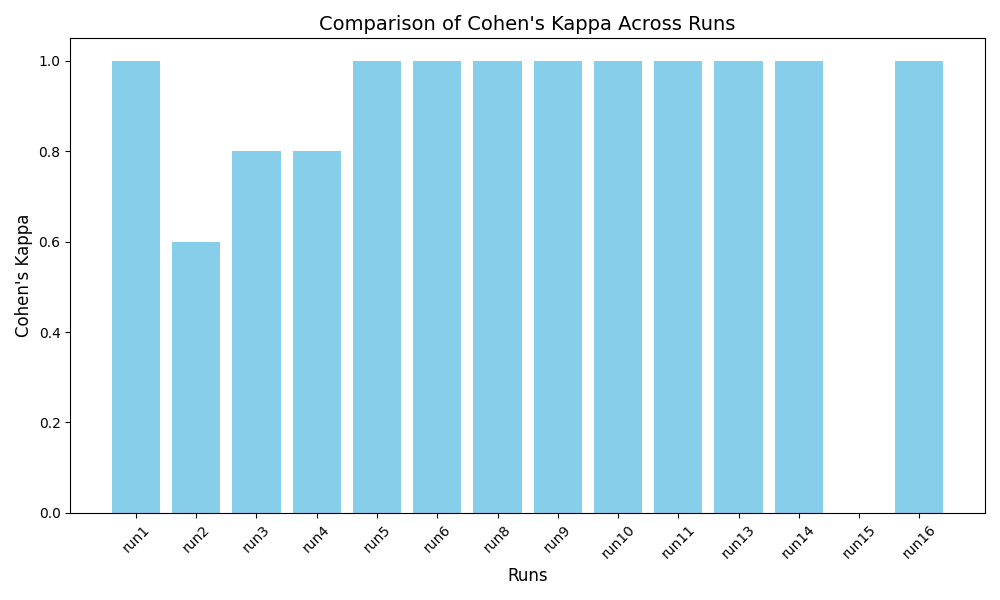 Comparison of Cohen's Kappa Across Runs
Cohen's Kappa
1.0
0.8
0.6
0.4
0.2
0.0
run1
run2
run3
run4
run5
run6
run8
run9
run10
run11
run13
run14
run15
run16
Runs